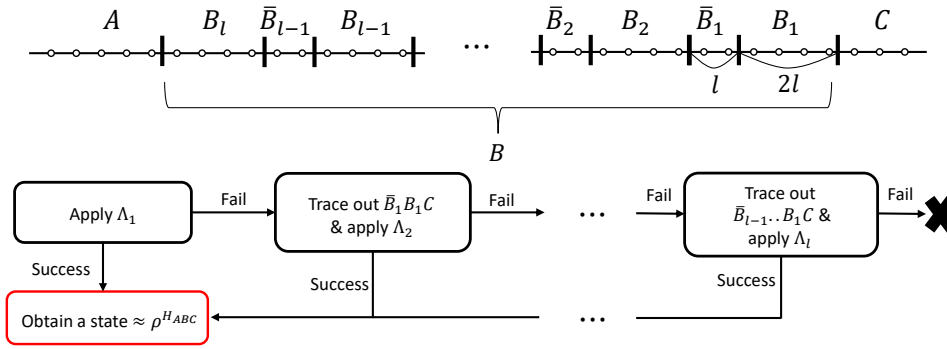 A B_l B̄_{l−1} B_{l−1} ... B̄_2 B_2 B̄_1 B_1 C
l 2l
B
Apply Λ_1
Fail
Trace out B̄_1B_1C
& apply Λ_2
Fail
...
Fail
Trace out
B̄_{l−1}..B_1C &
apply Λ_l
Fail
Success
Success
Success
Obtain a state ≈ ρ^{H_{ABC}}
...